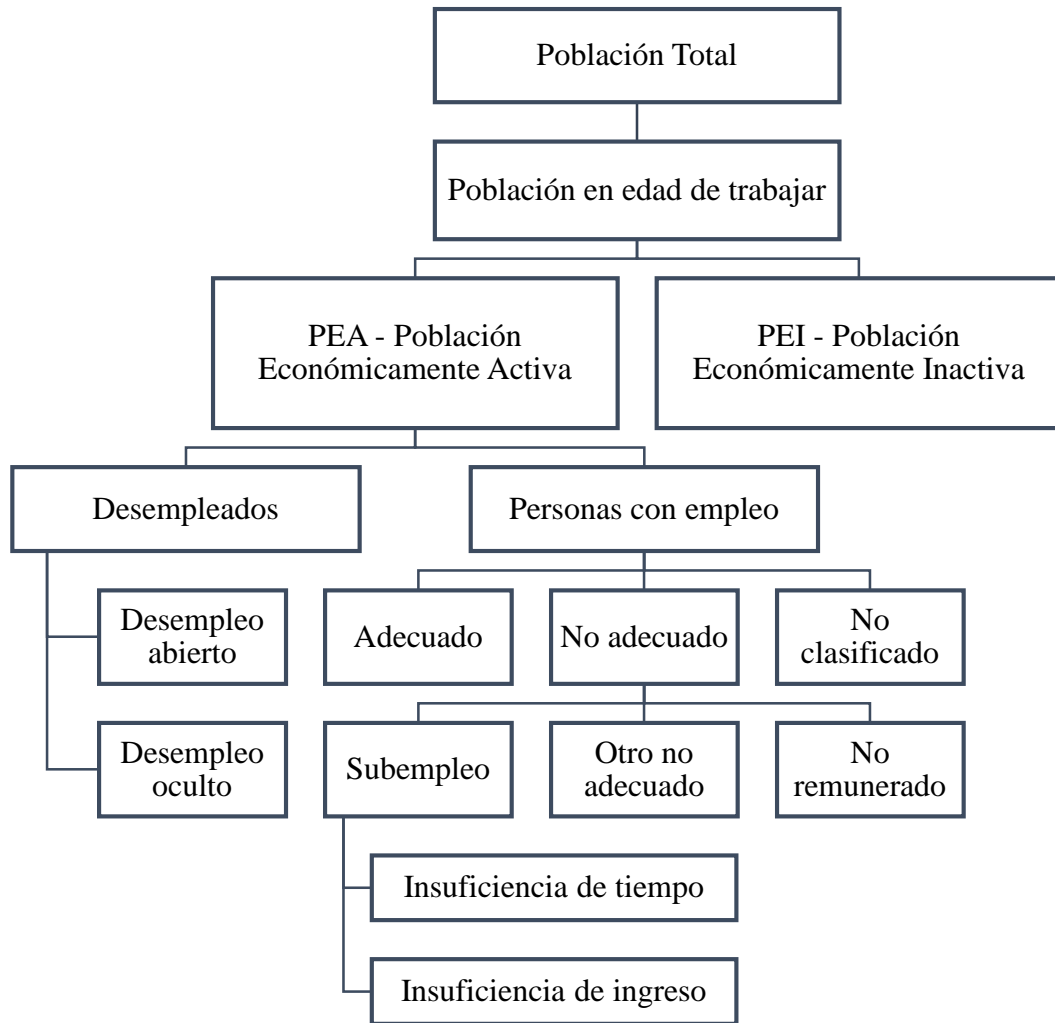 Población Total
Población en edad de trabajar
PEA - Población
Económicamente Activa
PEI - Población
Económicamente Inactiva
Desempleados
Personas con empleo
Desempleo
abierto
Adecuado
No adecuado
No
clasificado
Desempleo
oculto
Subempleo
Otro no
adecuado
No
remunerado
Insuficiencia de tiempo
Insuficiencia de ingreso